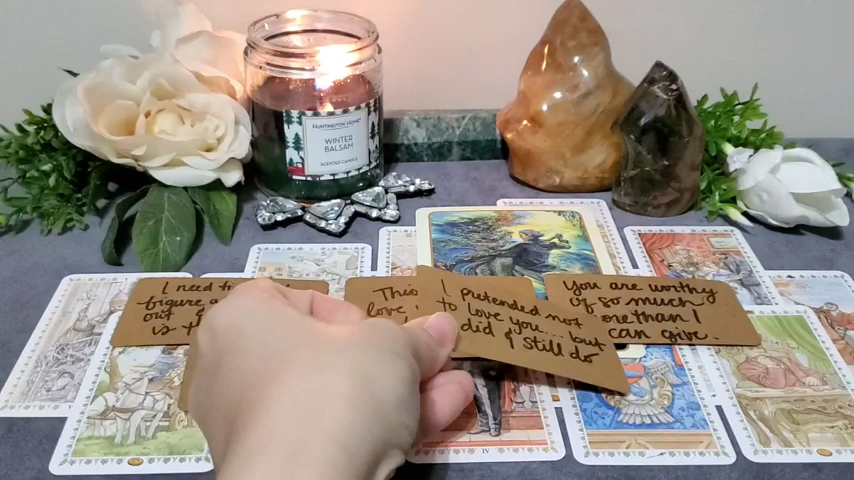 HUNTINGTON HOME
WINTER
BALSAM
SCENTED CANDLE
I need t
figure
out
is t
This
love
I pretended not
to love you... but
did & still do
You are worthy
of so much
more than I
can give.
IV